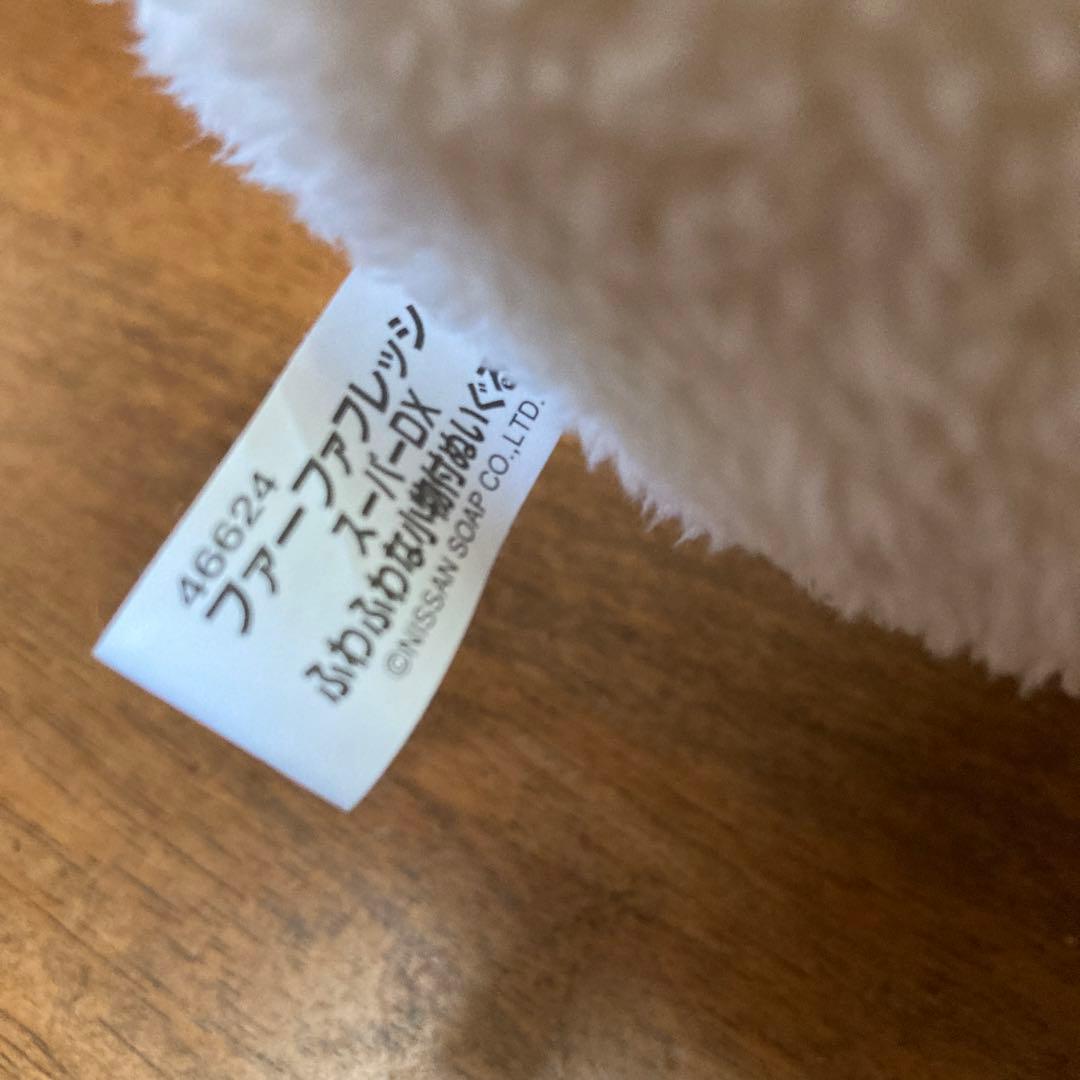 46624
ファーファフレッシ
スーパーDX
ふわふわな小物付ぬいぐる
©NISSAN SOAP CO.,LTD.